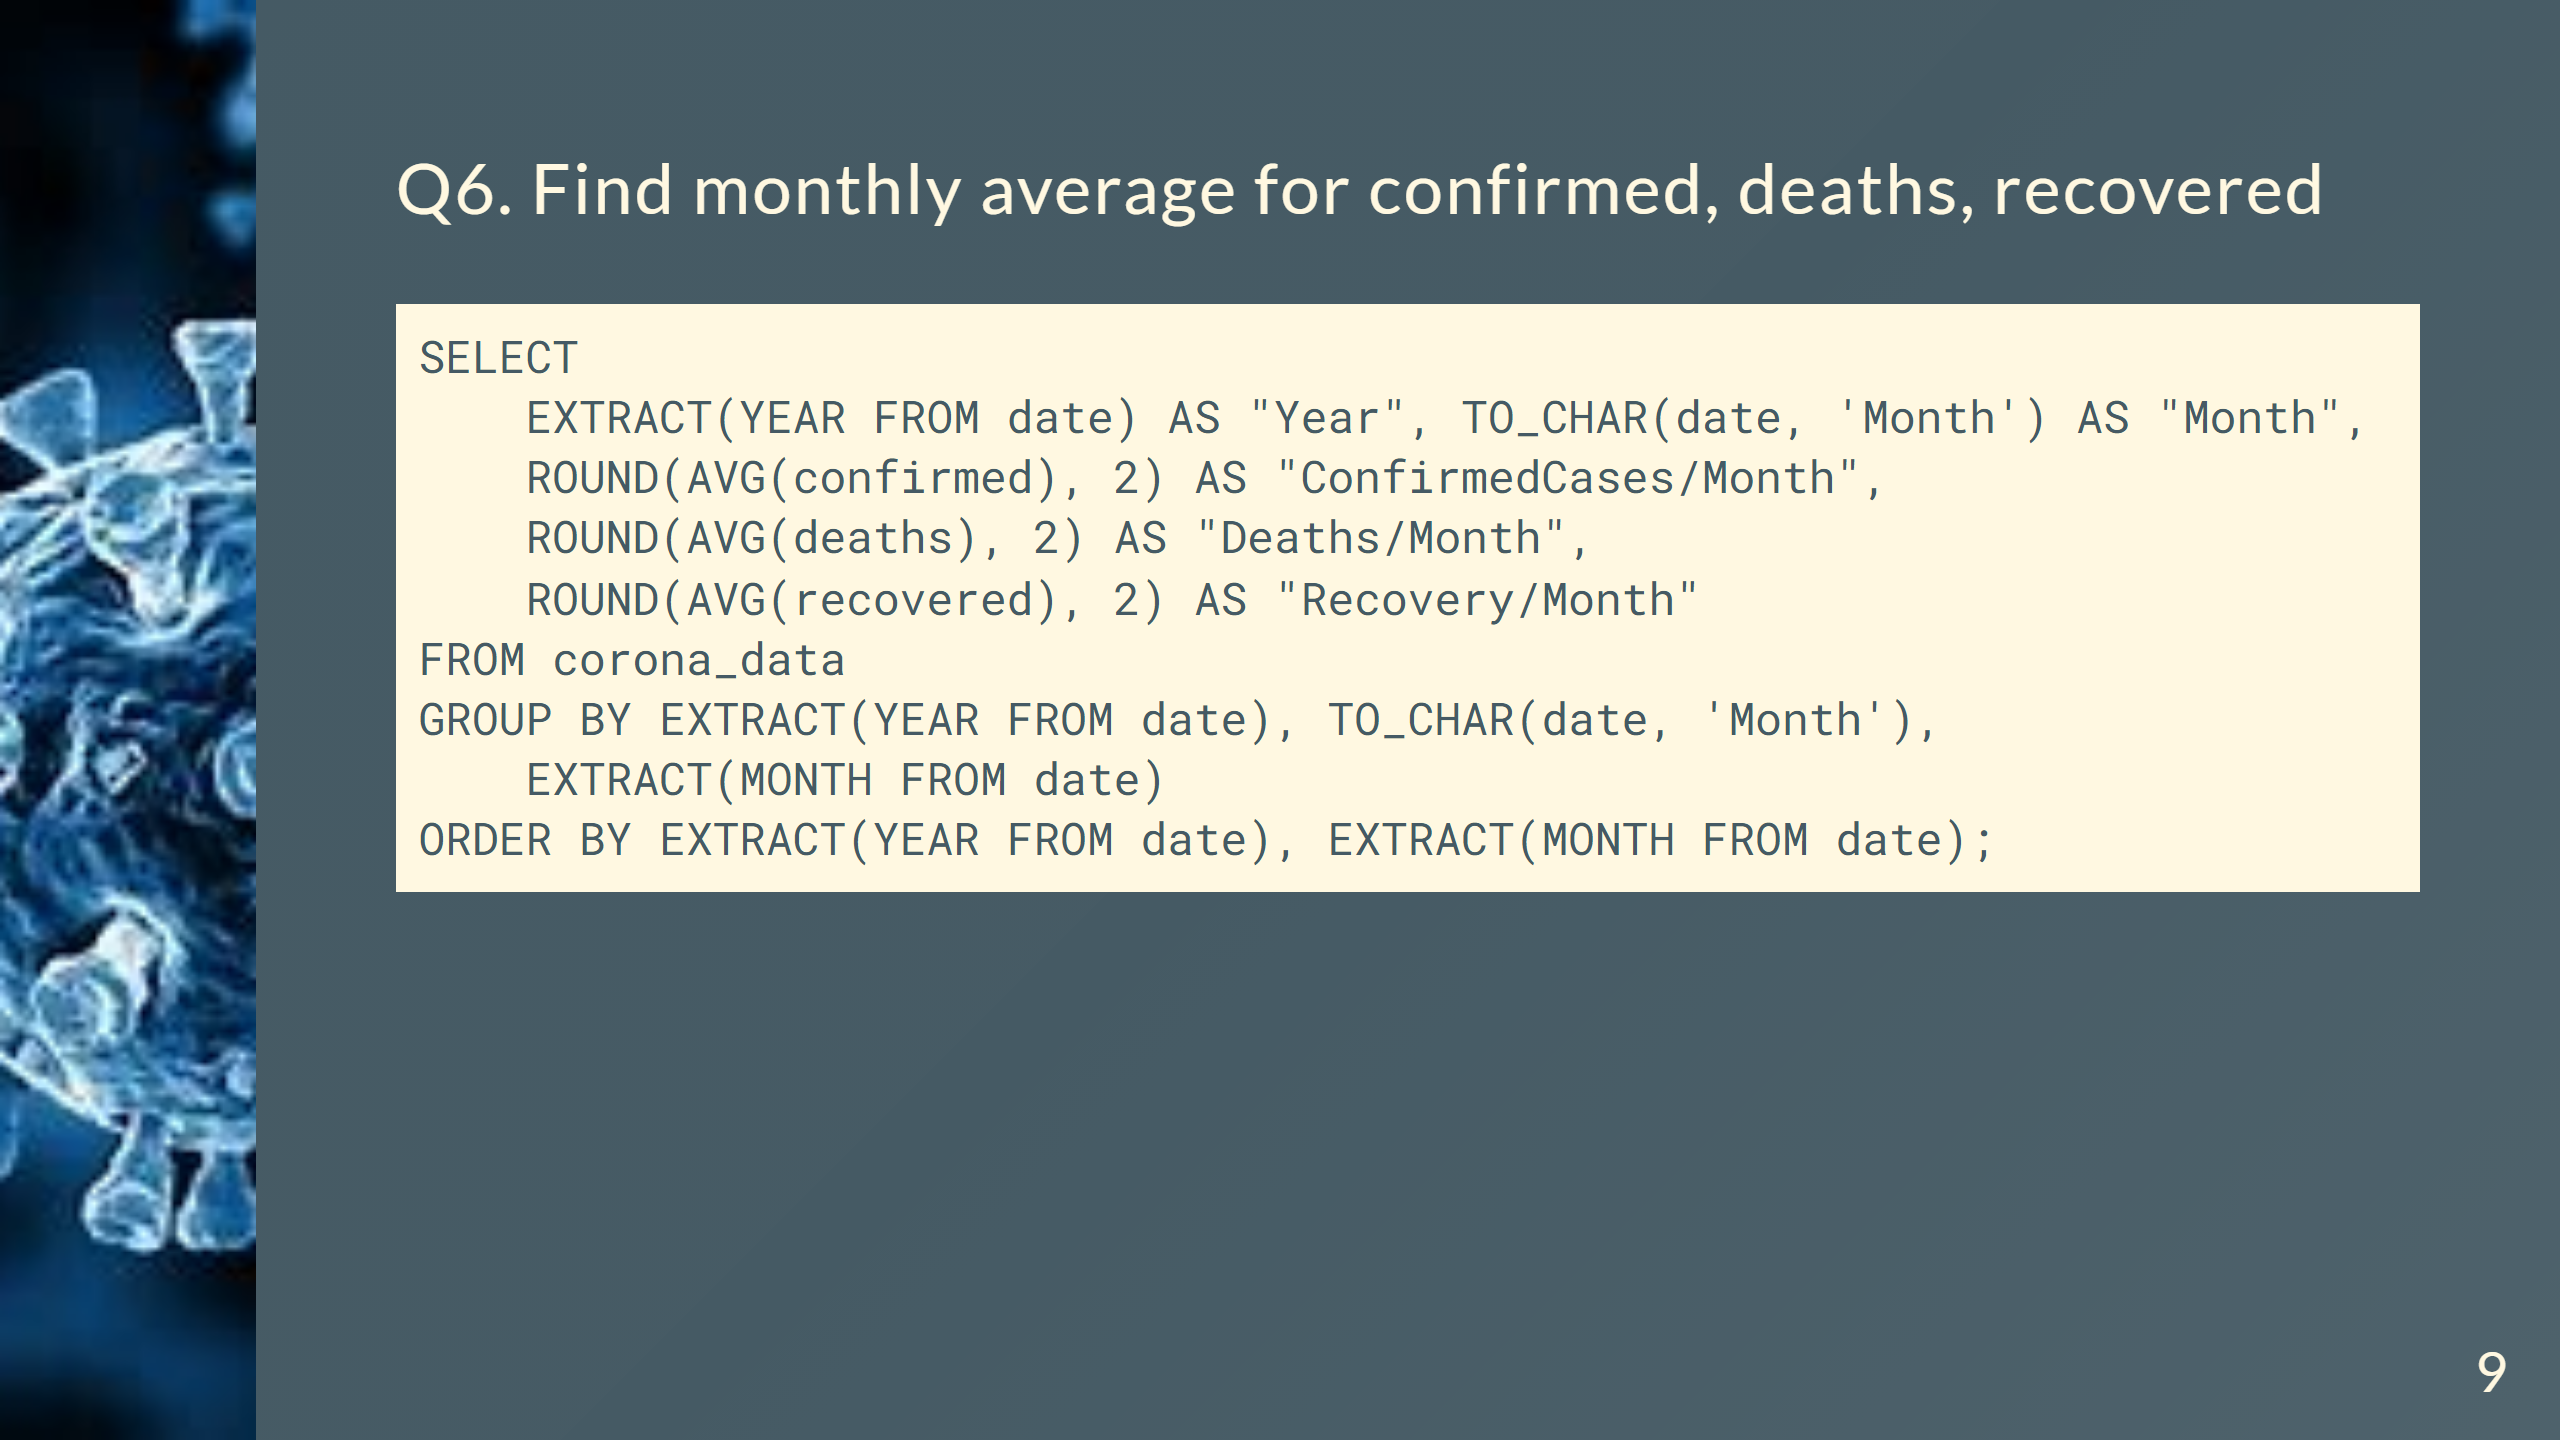 Q6. Find monthly average for confirmed, deaths, recovered
SELECT
    EXTRACT(YEAR FROM date) AS "Year", TO_CHAR(date, 'Month') AS "Month",
    ROUND(AVG(confirmed), 2) AS "ConfirmedCases/Month",
    ROUND(AVG(deaths), 2) AS "Deaths/Month",
    ROUND(AVG(recovered), 2) AS "Recovery/Month"
FROM corona_data
GROUP BY EXTRACT(YEAR FROM date), TO_CHAR(date, 'Month'),
    EXTRACT(MONTH FROM date)
ORDER BY EXTRACT(YEAR FROM date), EXTRACT(MONTH FROM date);
9